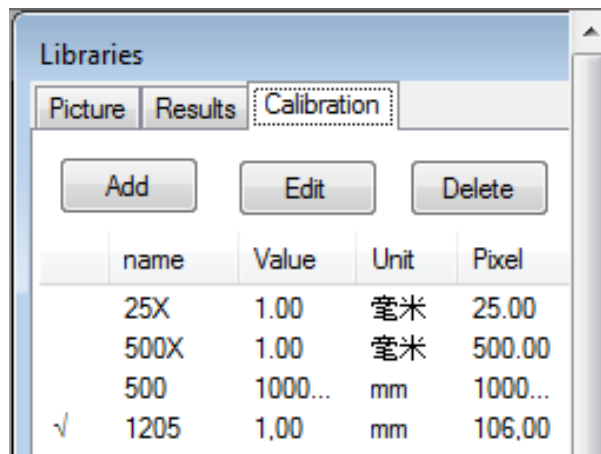 Libraries
Picture Results Calibration
Add Edit Delete
name Value Unit Pixel
25X 1.00 毫米 25.00
500X 1.00 毫米 500.00
500 1000... mm 1000...
√ 1205 1,00 mm 106,00